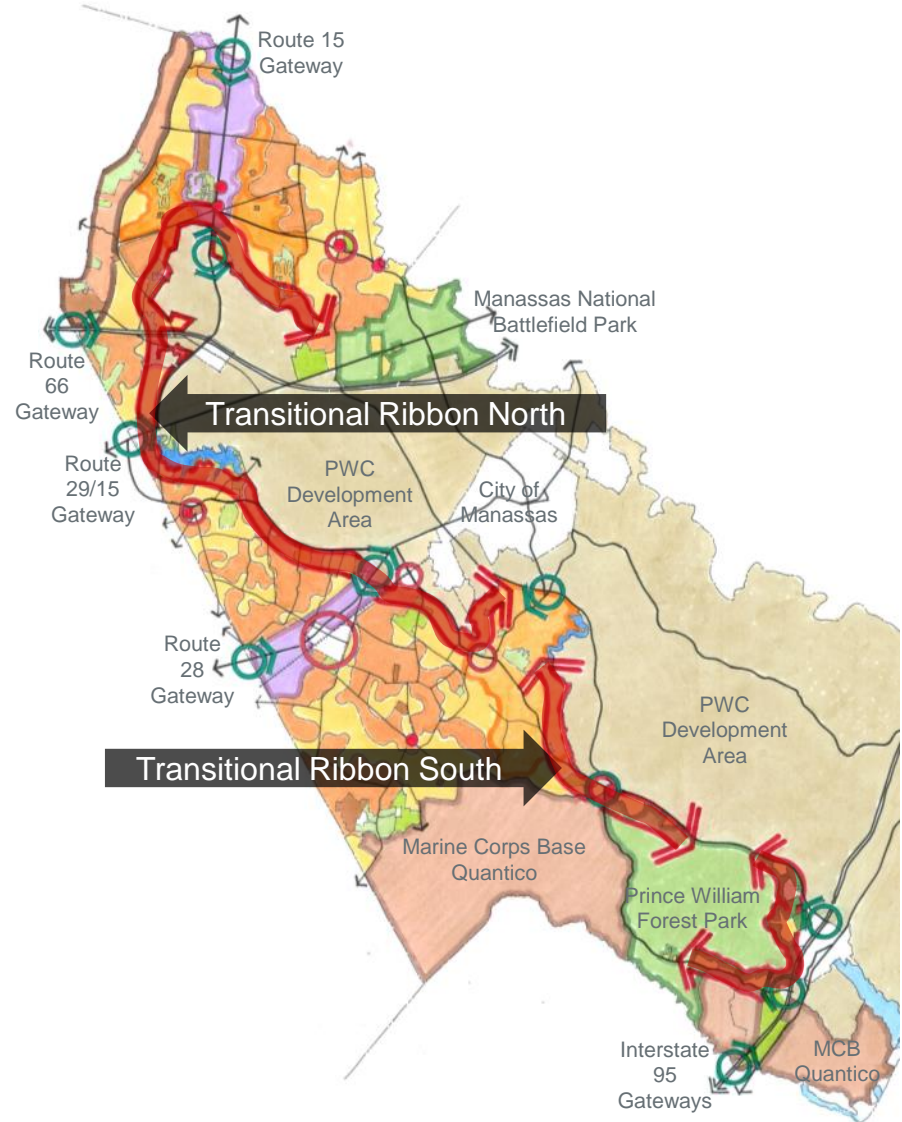 Route 15
Gateway
Manassas National
Battlefield Park
Route
66
Gateway
Transitional Ribbon North
Route
29/15
Gateway
PWC
Development
Area
City of
Manassas
Route
28
Gateway
PWC
Development
Area
Transitional Ribbon South
Marine Corps Base
Quantico
Prince William
Forest Park
Interstate
95
Gateways
MCB
Quantico